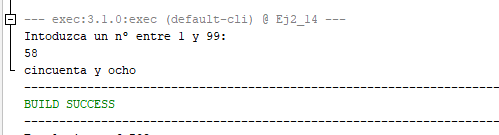 --- exec:3.1.0:exec (default-cli) @ Ej2_14 ---
Intoduzca un nº entre 1 y 99:
58
cincuenta y ocho
------------------------------------------------------------------------
BUILD SUCCESS
------------------------------------------------------------------------